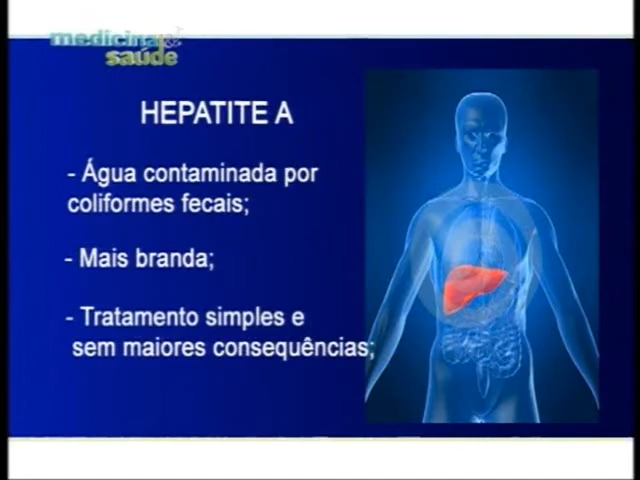 medicina&
saúde
HEPATITE A
- Água contaminada por
coliformes fecais;
- Mais branda;
- Tratamento simples e
sem maiores consequências;